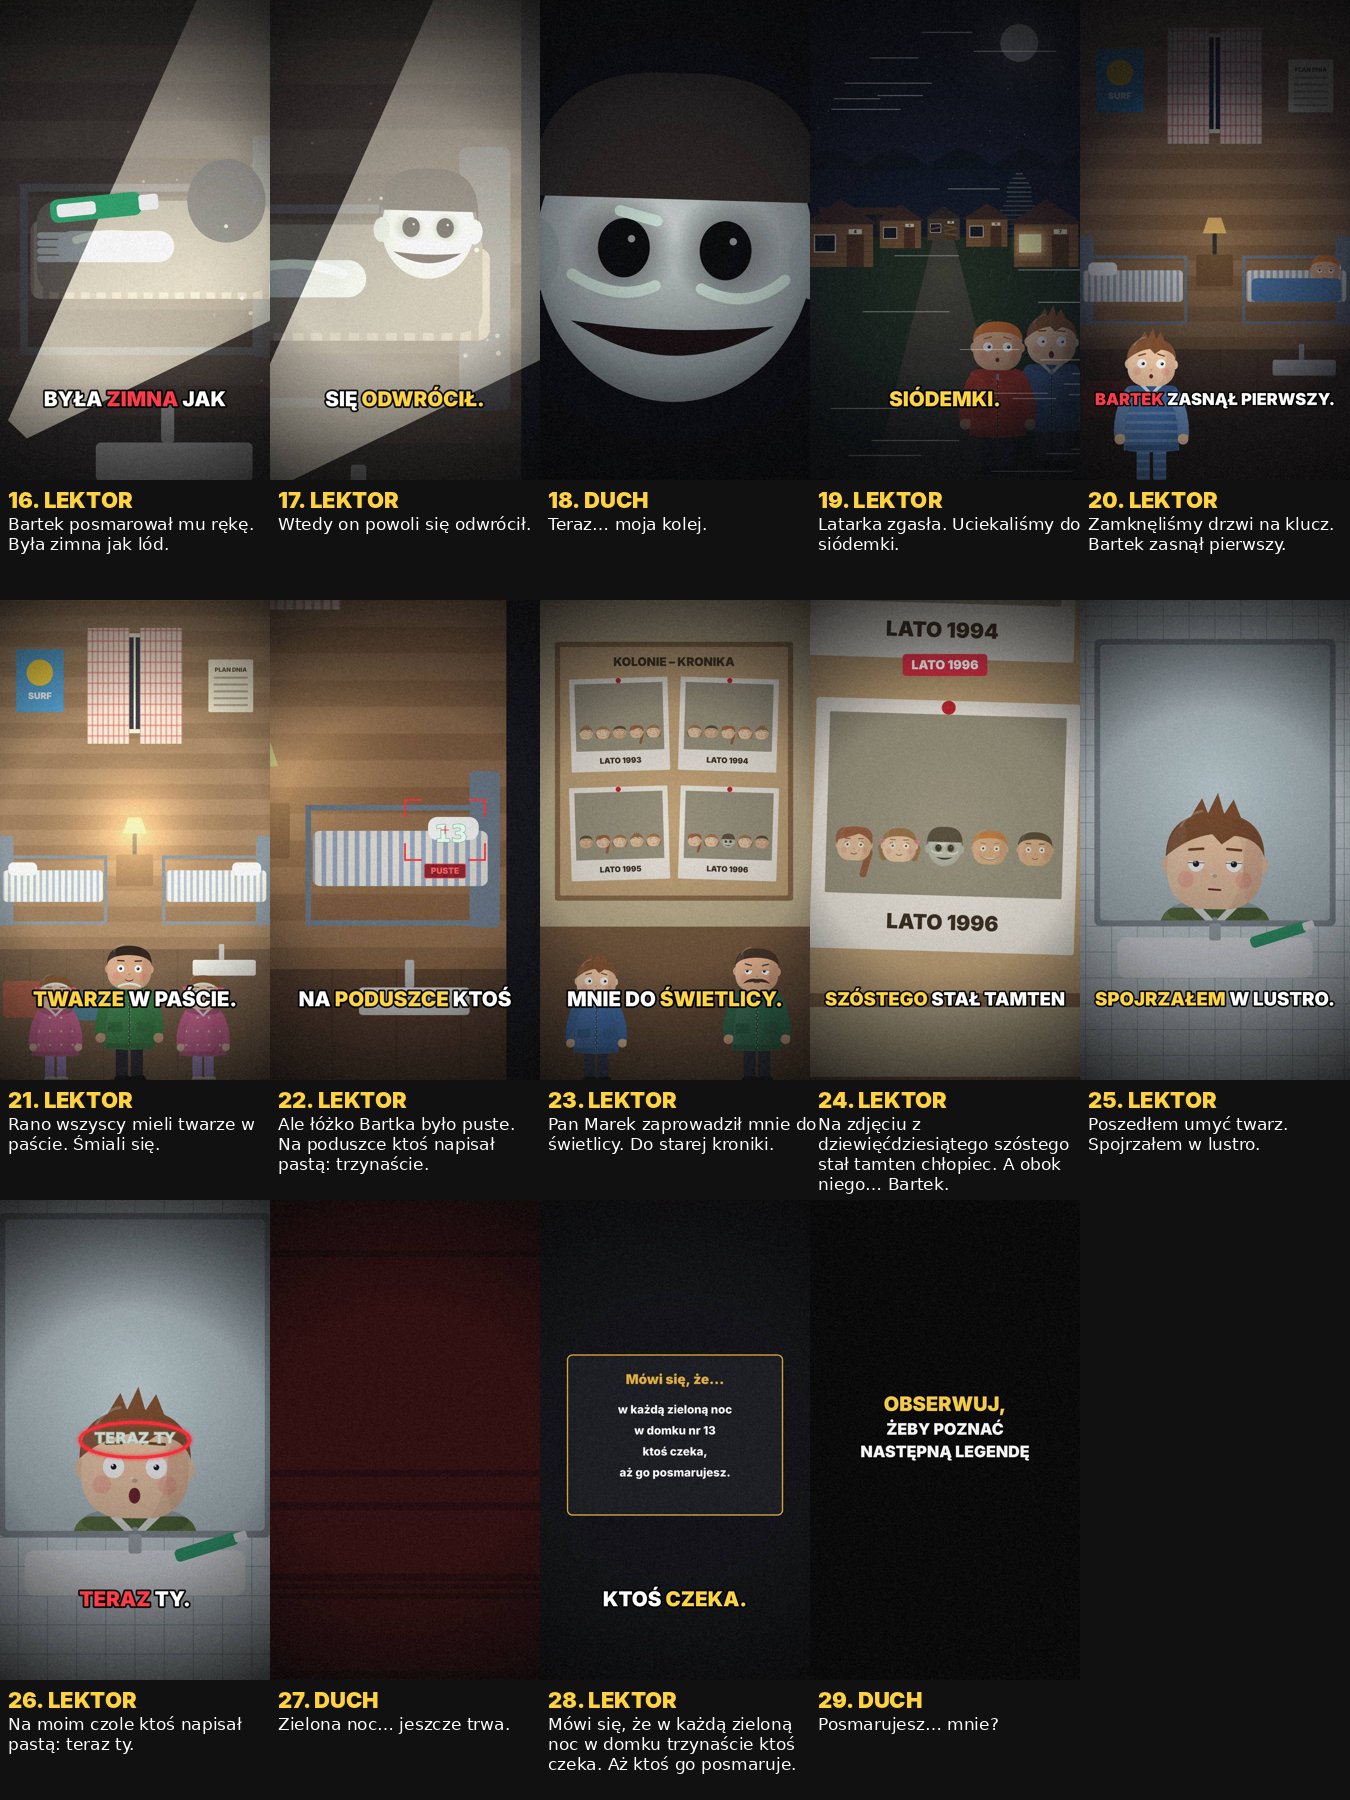 SURF
PLAN DNIA
BYŁA ZIMNA JAK
SIĘ ODWRÓCIŁ.
SIÓDEMKI.
BARTEK ZASNĄŁ PIERWSZY.
16. LEKTOR
Bartek posmarował mu rękę.
Była zimna jak lód.
17. LEKTOR
Wtedy on powoli się odwrócił.
18. DUCH
Teraz... moja kolej.
19. LEKTOR
Latarka zgasła. Uciekaliśmy do
siódemki.
20. LEKTOR
Zamknęliśmy drzwi na klucz.
Bartek zasnął pierwszy.
SURF
PLAN DNIA
TWARZE W PAŚCIE.
13
PUSTE
NA PODUSZCE KTOŚ
KOLONIE – KRONIKA
LATO 1993
LATO 1994
LATO 1995
LATO 1996
MNIE DO ŚWIETLICY.
LATO 1994
LATO 1996
LATO 1996
SZÓSTEGO STAŁ TAMTEN
SPOJRZAŁEM W LUSTRO.
21. LEKTOR
Rano wszyscy mieli twarze w
paście. Śmiali się.
22. LEKTOR
Ale łóżko Bartka było puste.
Na poduszce ktoś napisał
pastą: trzynaście.
23. LEKTOR
Pan Marek zaprowadził mnie do
świetlicy. Do starej kroniki.
24. LEKTOR
Na zdjęciu z
dziewięćdziesiątego szóstego
stał tamten chłopiec. A obok
niego... Bartek.
25. LEKTOR
Poszedłem umyć twarz.
Spojrzałem w lustro.
TERAZ TY
TERAZ TY.
Mówi się, że...
w każdą zieloną noc
w domku nr 13
ktoś czeka,
aż go posmarujesz.
KTOŚ CZEKA.
OBSERWUJ,
ŻEBY POZNAĆ
NASTĘPNĄ LEGENDĘ
26. LEKTOR
Na moim czole ktoś napisał
pastą: teraz ty.
27. DUCH
Zielona noc... jeszcze trwa.
28. LEKTOR
Mówi się, że w każdą zieloną
noc w domku trzynaście ktoś
czeka. Aż ktoś go posmaruje.
29. DUCH
Posmarujesz... mnie?